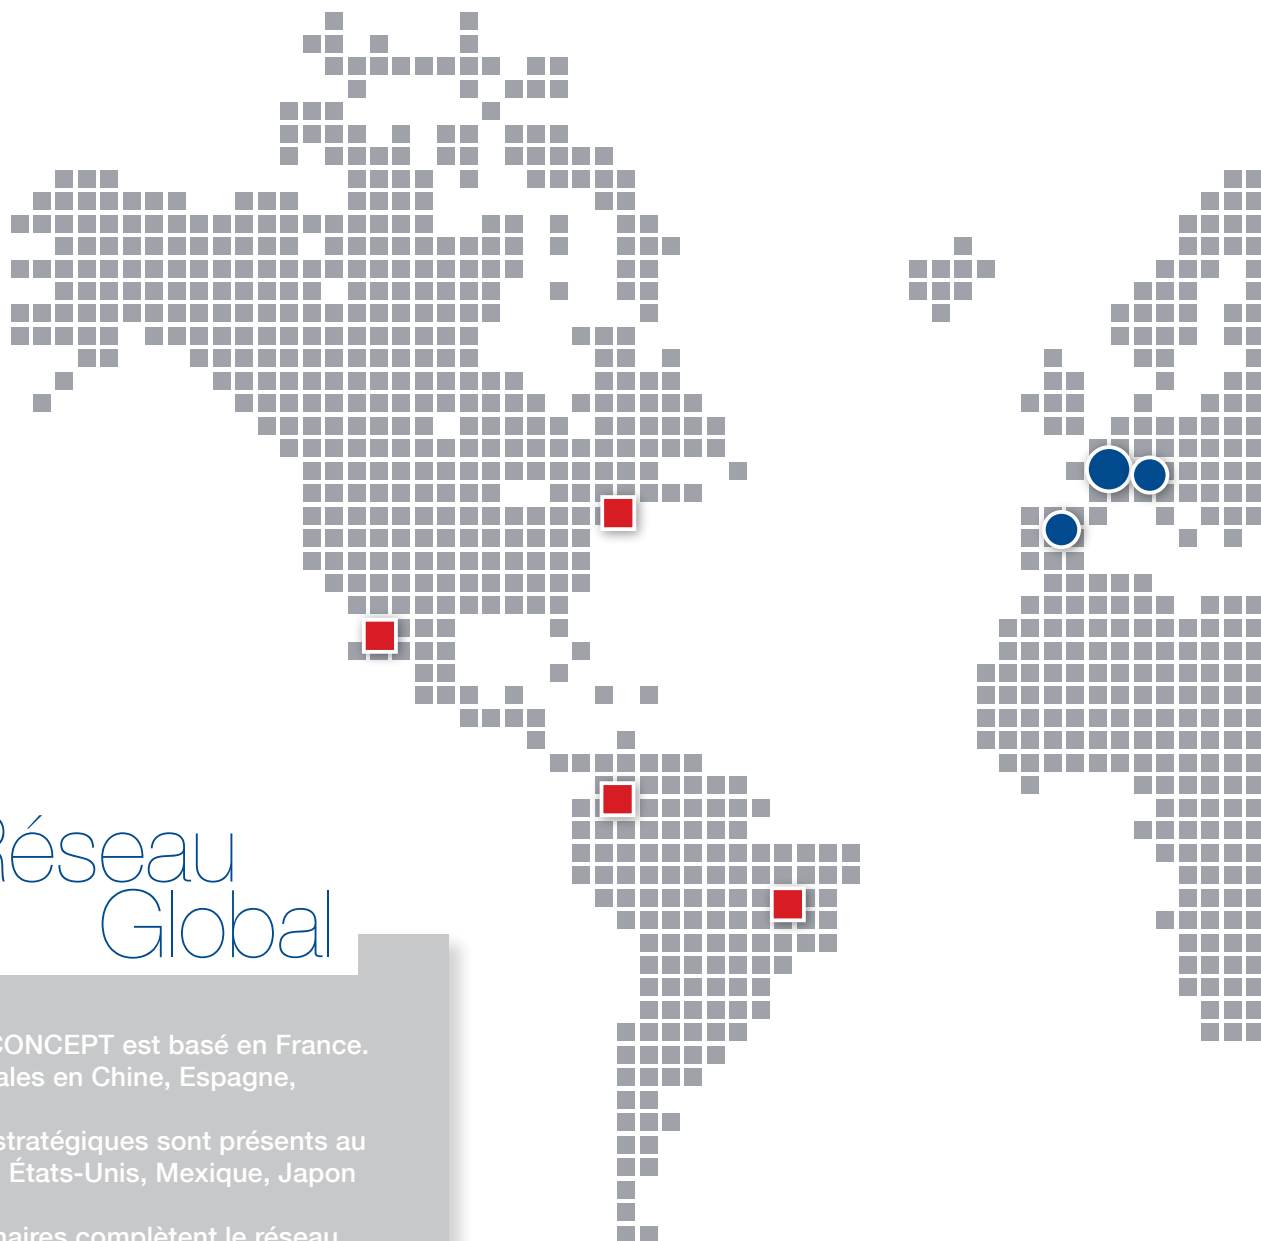 Réseau
Global
CONCEPT est basé en France.
ales en Chine, Espagne,
stratégiques sont présents au
États-Unis, Mexique, Japon
naires complètent le réseau